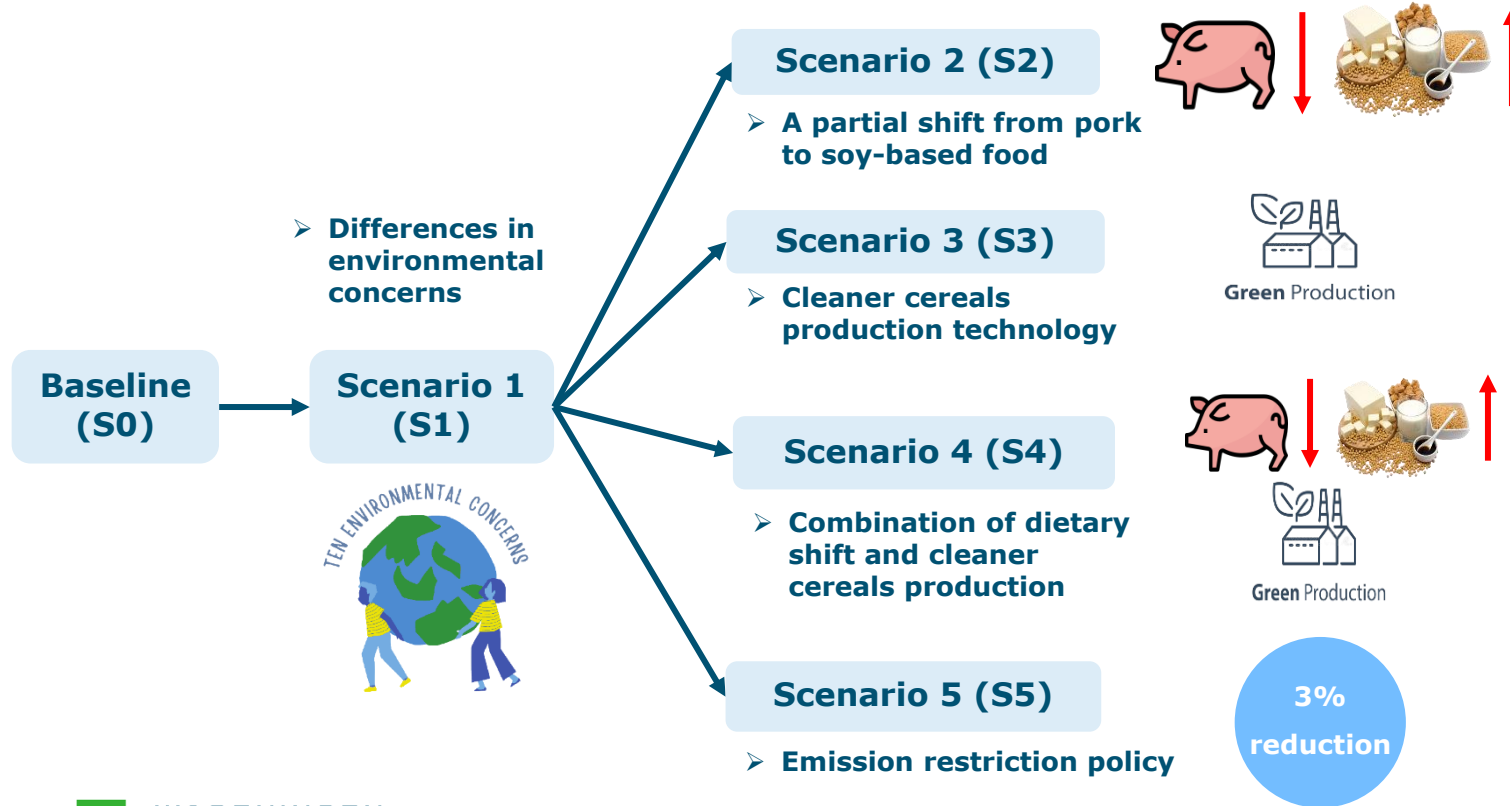 Scenario 2 (S2)
➢ A partial shift from pork
to soy-based food
➢ Differences in
environmental
concerns
Scenario 3 (S3)
➢ Cleaner cereals
production technology
Green Production
Baseline
(S0)
Scenario 1
(S1)
TEN ENVIRONMENTAL CONCERNS
Scenario 4 (S4)
➢ Combination of dietary
shift and cleaner
cereals production
Green Production
Scenario 5 (S5)
➢ Emission restriction policy
3%
reduction